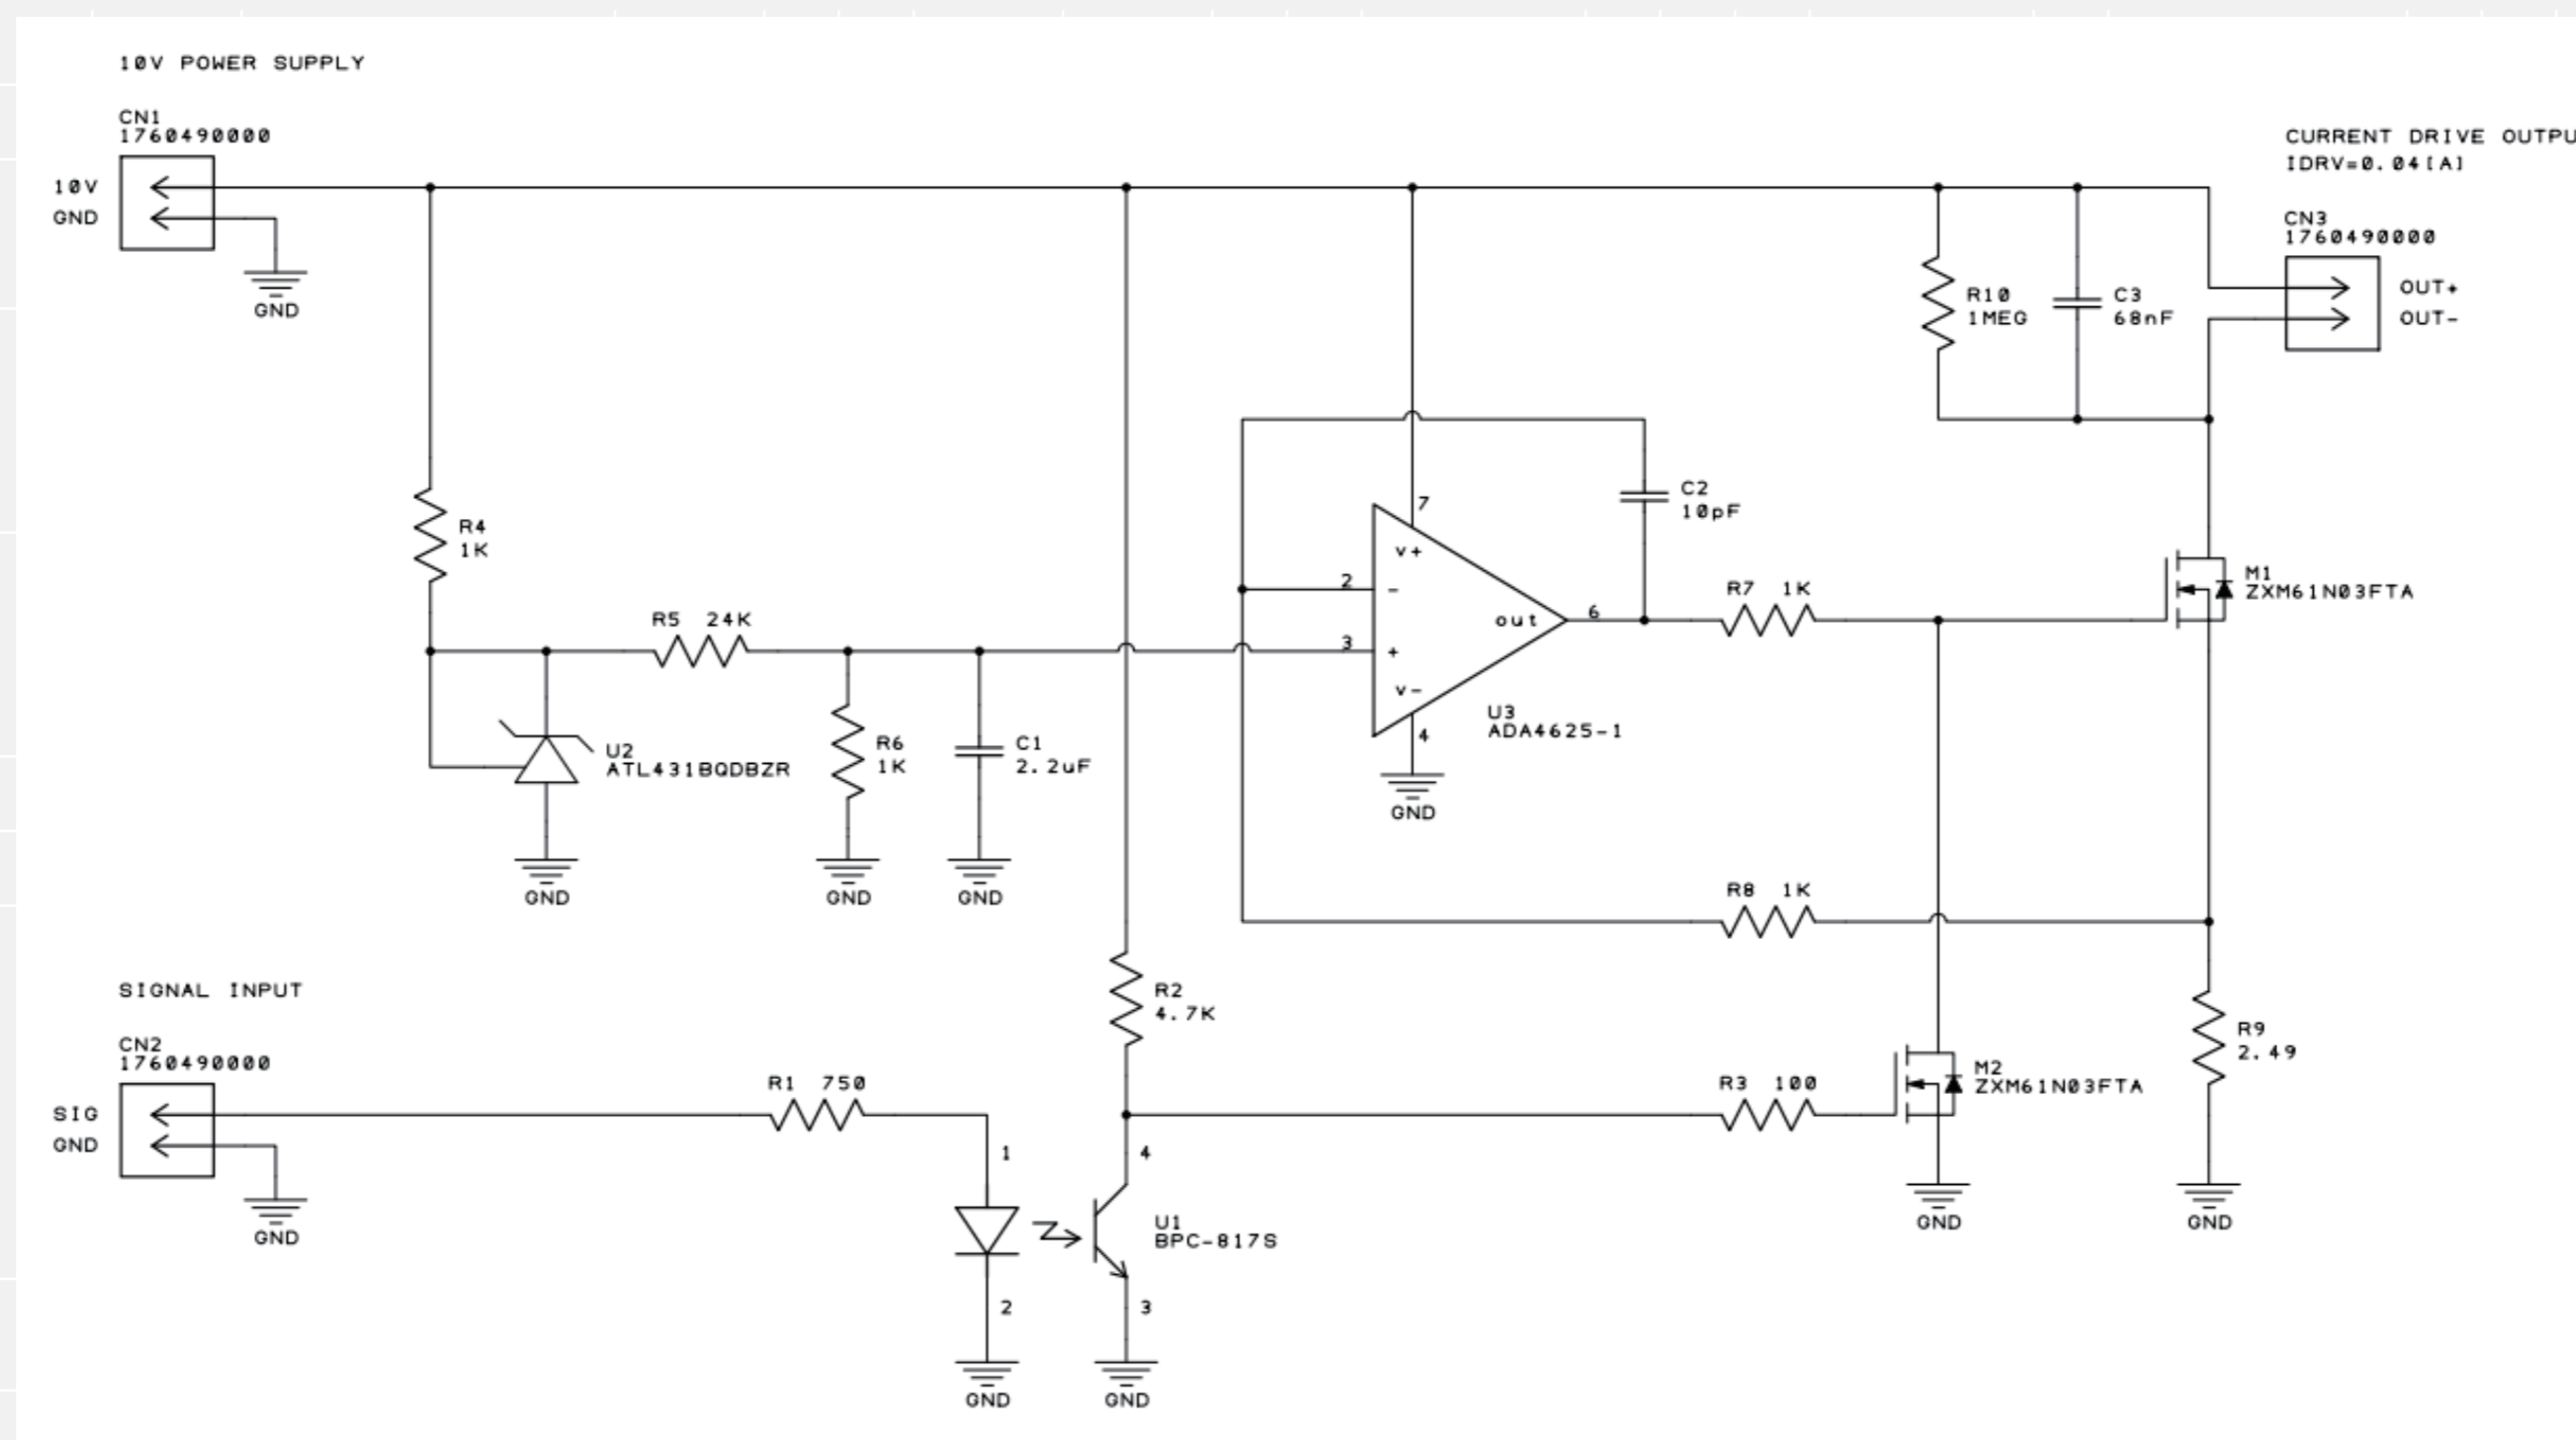 10V POWER SUPPLY
CN1
1760490000
10V
GND
GND
CURRENT DRIVE OUTPU
IDRV=0.04[A]
CN3
1760490000
OUT+
OUT-
R10
1MEG
C3
68nF
R4
1K
R5 24K
U2
ATL431BQDBZR
R6
1K
C1
2.2uF
GND
GND
GND
7
V+
2
-
3
+
V-
4
out
6
U3
ADA4625-1
GND
C2
10pF
R7 1K
M1
ZXM61N03FTA
R8 1K
R9
2.49
GND
SIGNAL INPUT
CN2
1760490000
SIG
GND
GND
R1 750
R2
4.7K
R3 100
M2
ZXM61N03FTA
GND
1
2
4
3
U1
BPC-817S
GND
GND